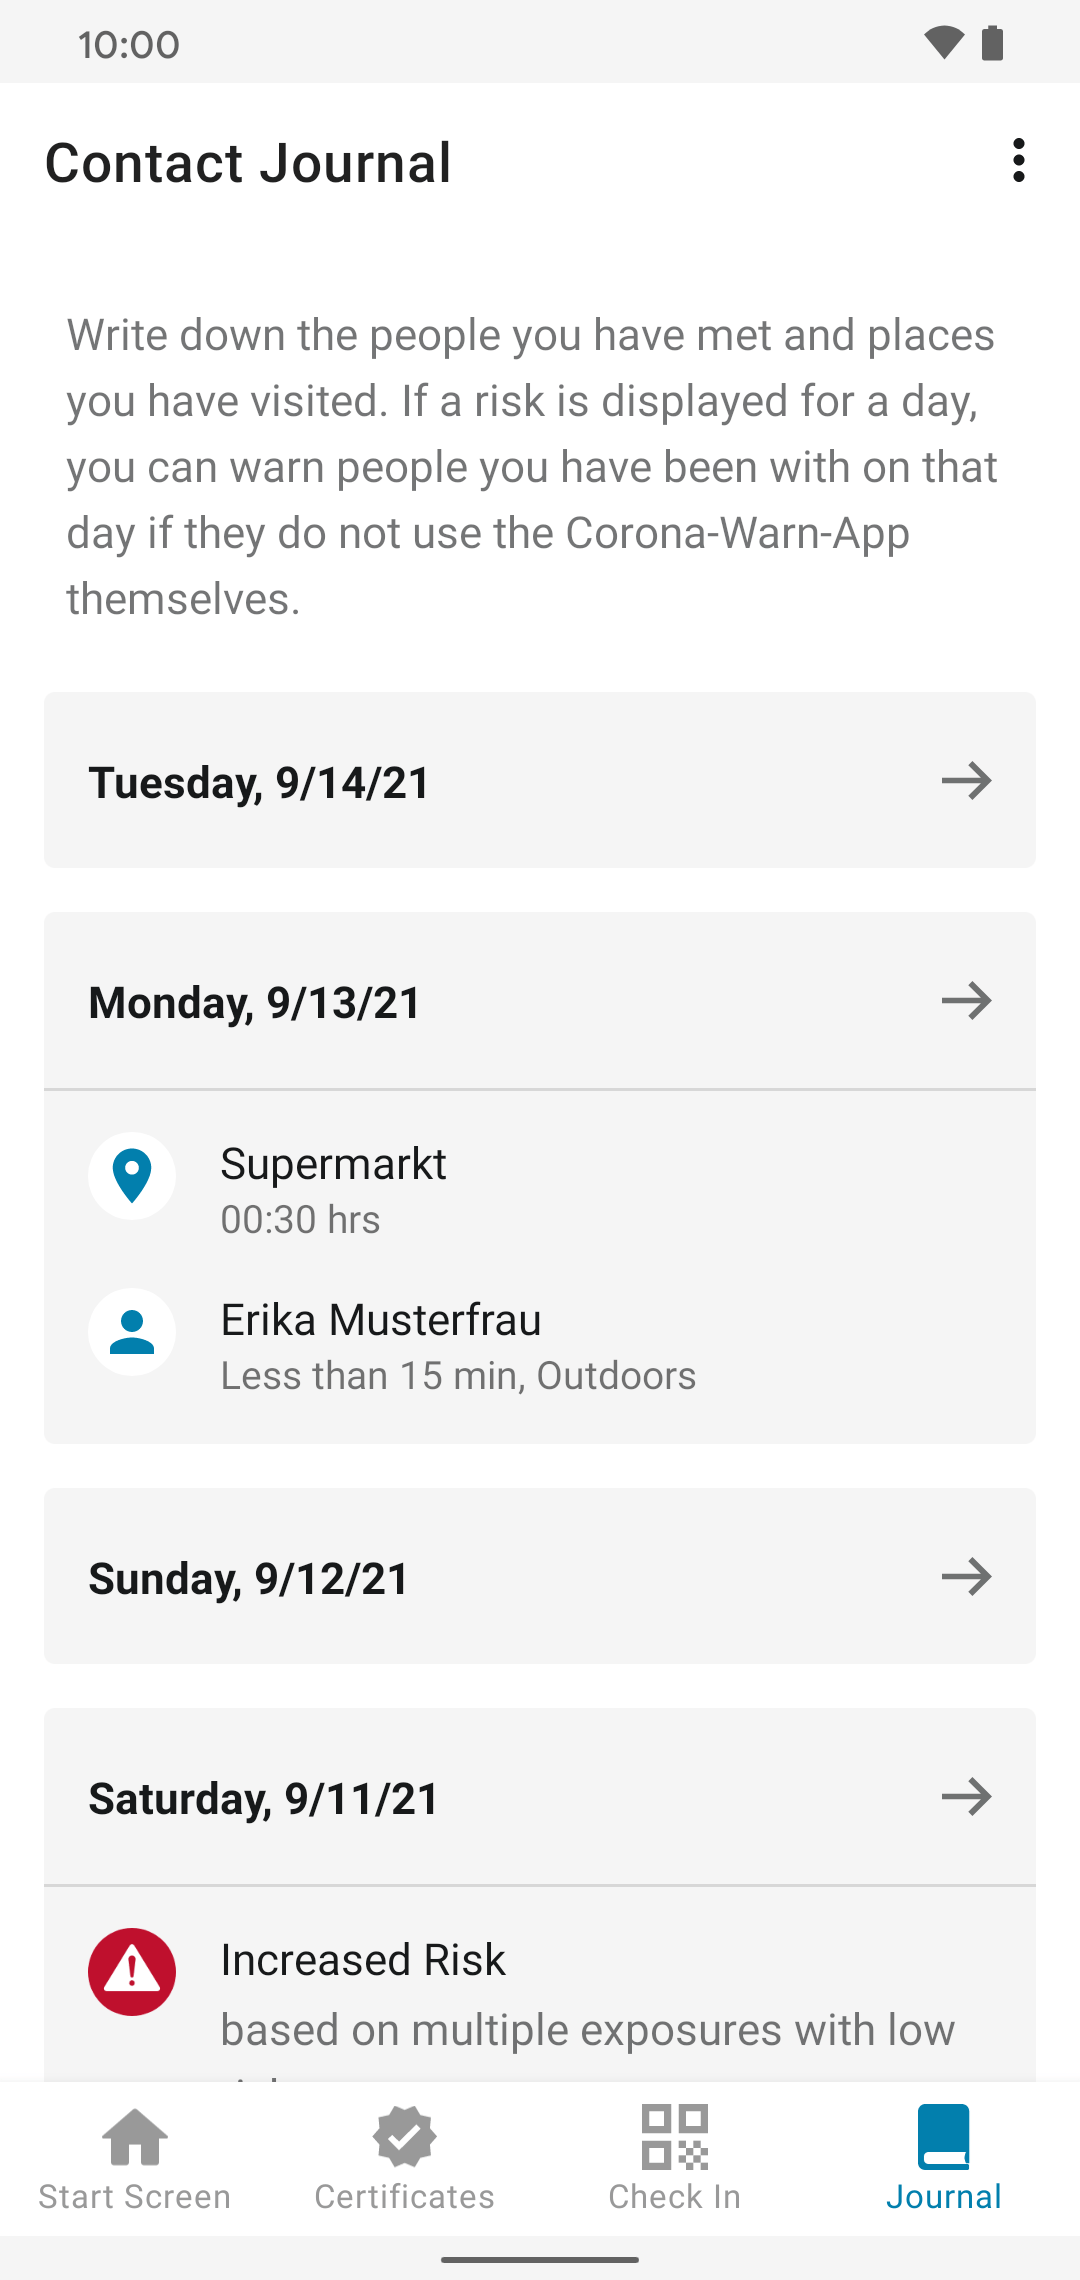 10:00
Contact Journal
Write down the people you have met and places
you have visited. If a risk is displayed for a day,
you can warn people you have been with on that
day if they do not use the Corona-Warn-App
themselves.
Tuesday, 9/14/21
Monday, 9/13/21
Supermarkt
00:30 hrs
Erika Musterfrau
Less than 15 min, Outdoors
Sunday, 9/12/21
Saturday, 9/11/21
Increased Risk
based on multiple exposures with low
Start Screen
Certificates
Check In
Journal